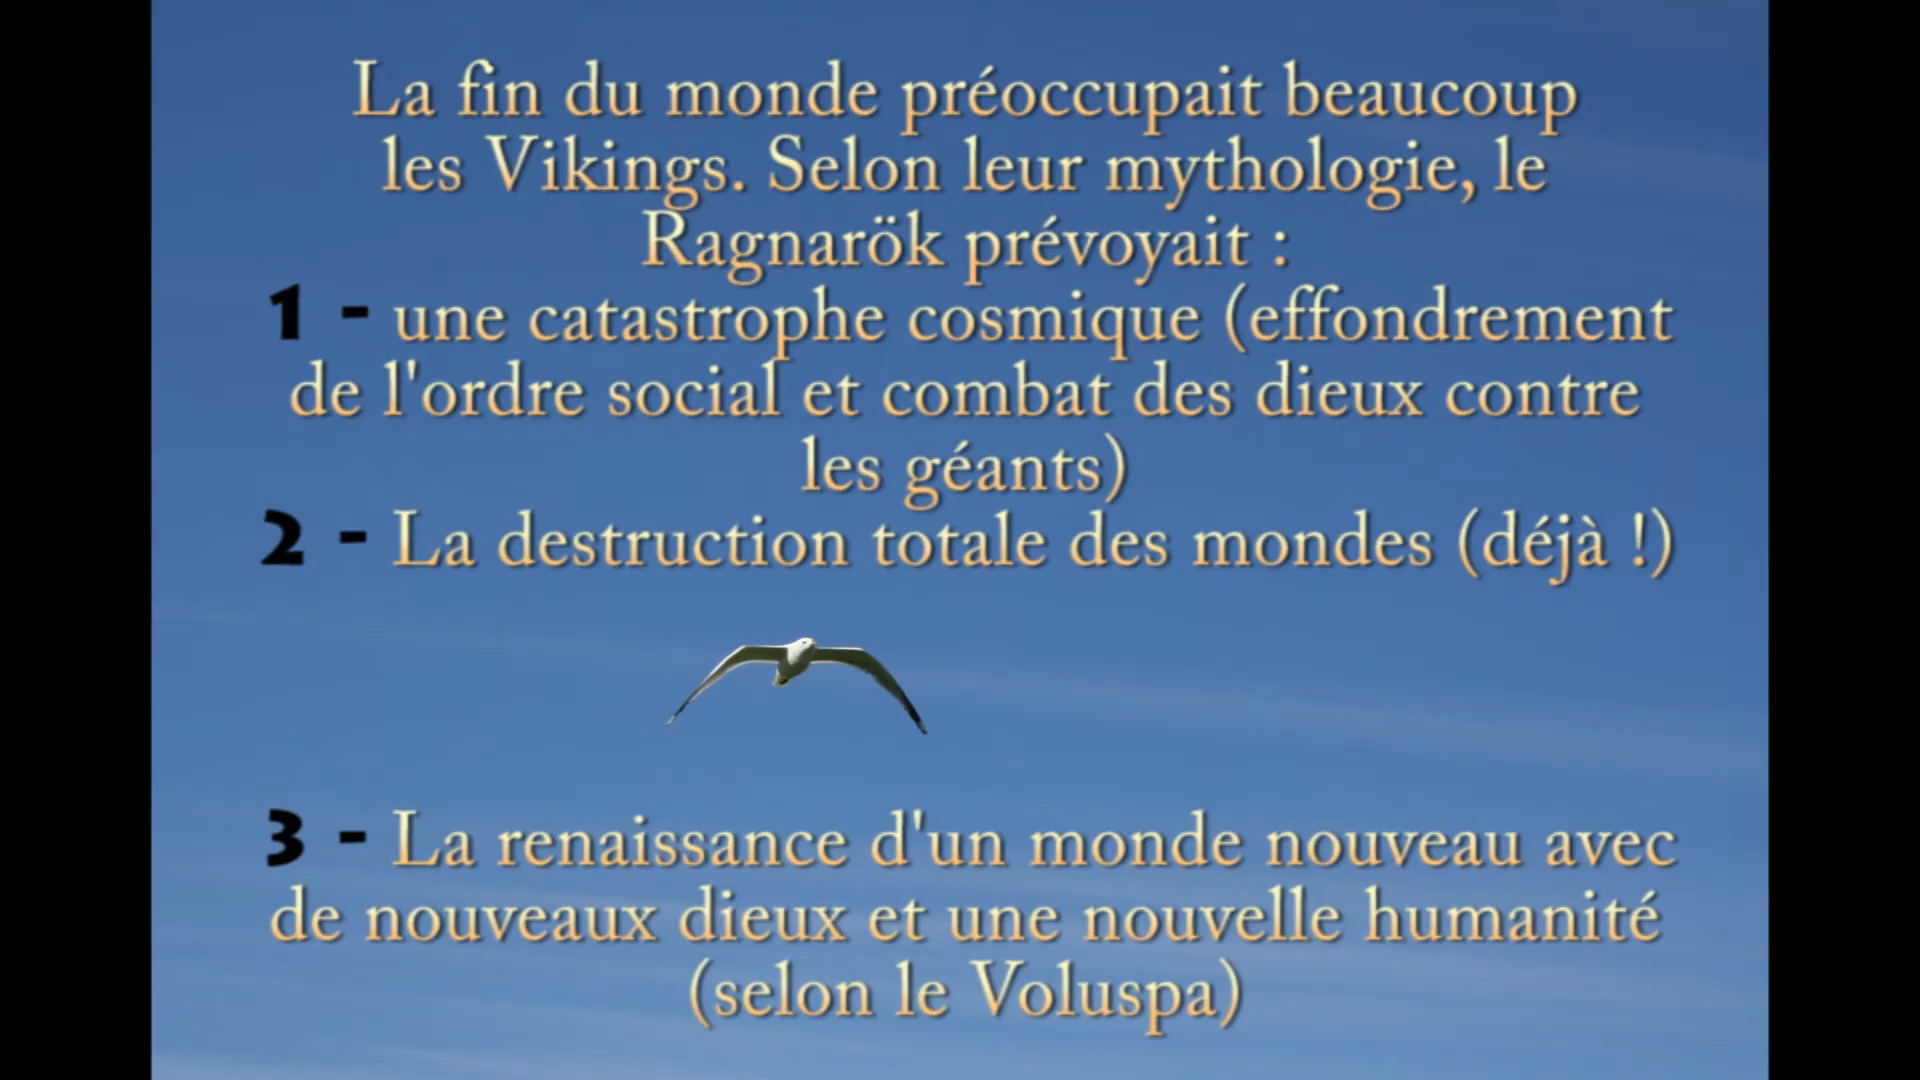 La fin du monde préoccupait beaucoup
les Vikings. Selon leur mythologie, le
Ragnarök prévoyait :
1 - une catastrophe cosmique (effondrement
de l'ordre social et combat des dieux contre
les géants)
2 - La destruction totale des mondes (déjà !)
3 - La renaissance d'un monde nouveau avec
de nouveaux dieux et une nouvelle humanité
(selon le Voluspa)